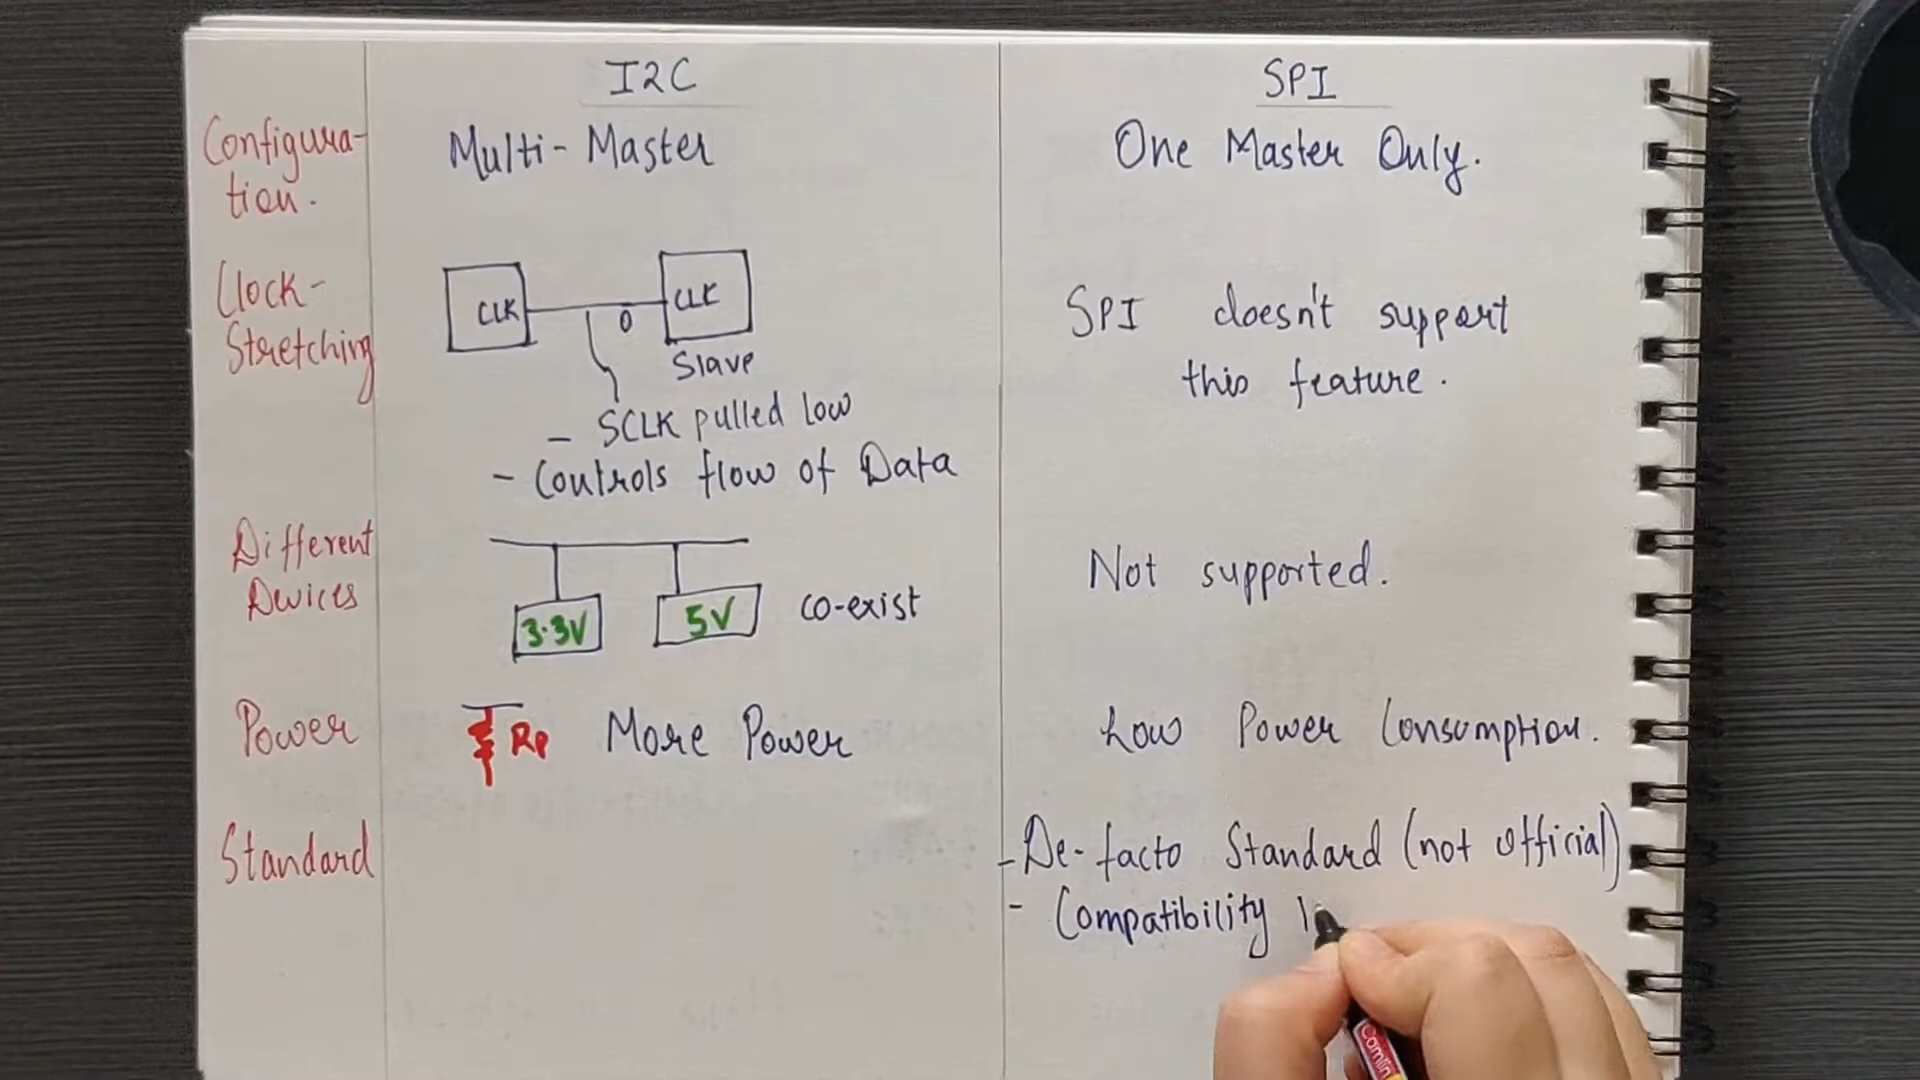 I2C
SPI
Configura-
tion.
Multi-Master
One Master Only.
Clock-
Stretching
CLK
CLK
0
Slave
- SCLK pulled low
- Controls flow of Data
SPI doesn't support
this feature.
Different
Devices
3.3V
5V
co-exist
Not supported.
Power
Rp
More Power
Low Power Consumption.
Standard
- De-facto Standard (not official)
- Compatibility
Camlin